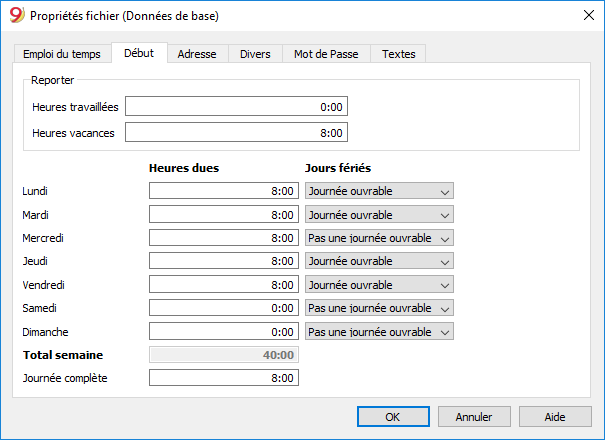 Propriétés fichier (Données de base)
Emploi du temps Début Adresse Divers Mot de Passe Textes
Reporter
Heures travaillées 0:00
Heures vacances 8:00
Heures dues Jours fériés
Lundi 8:00 Journée ouvrable
Mardi 8:00 Journée ouvrable
Mercredi 8:00 Pas une journée ouvrable
Jeudi 8:00 Journée ouvrable
Vendredi 8:00 Journée ouvrable
Samedi 0:00 Pas une journée ouvrable
Dimanche 0:00 Pas une journée ouvrable
Total semaine 40:00
Journée complète 8:00
OK Annuler Aide